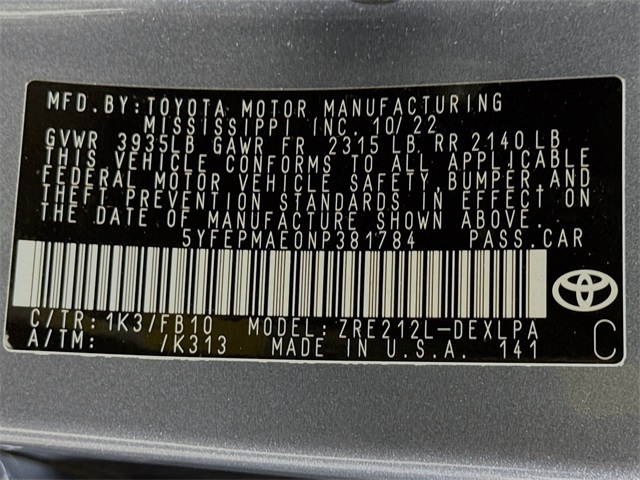 MFD. BY: TOYOTA MOTOR MANUFACTURING
MISSISSIPPI INC. 10/22
GVWR 3935LB GAWR FR 2315 LB RR 2140 LB
THIS VEHICLE CONFORMS TO ALL APPLICABLE
FEDERAL MOTOR VEHICLE SAFETY, BUMPER, AND
THEFT PREVENTION STANDARDS IN EFFECT ON
THE DATE OF MANUFACTURE SHOWN ABOVE.
5YFEPMAE0NP381784 PASS. CAR
C/TR: 1K3/FB10 MODEL: ZRE212L-DEXLPA
A/TM: /K313 MADE IN U.S.A. 141 C